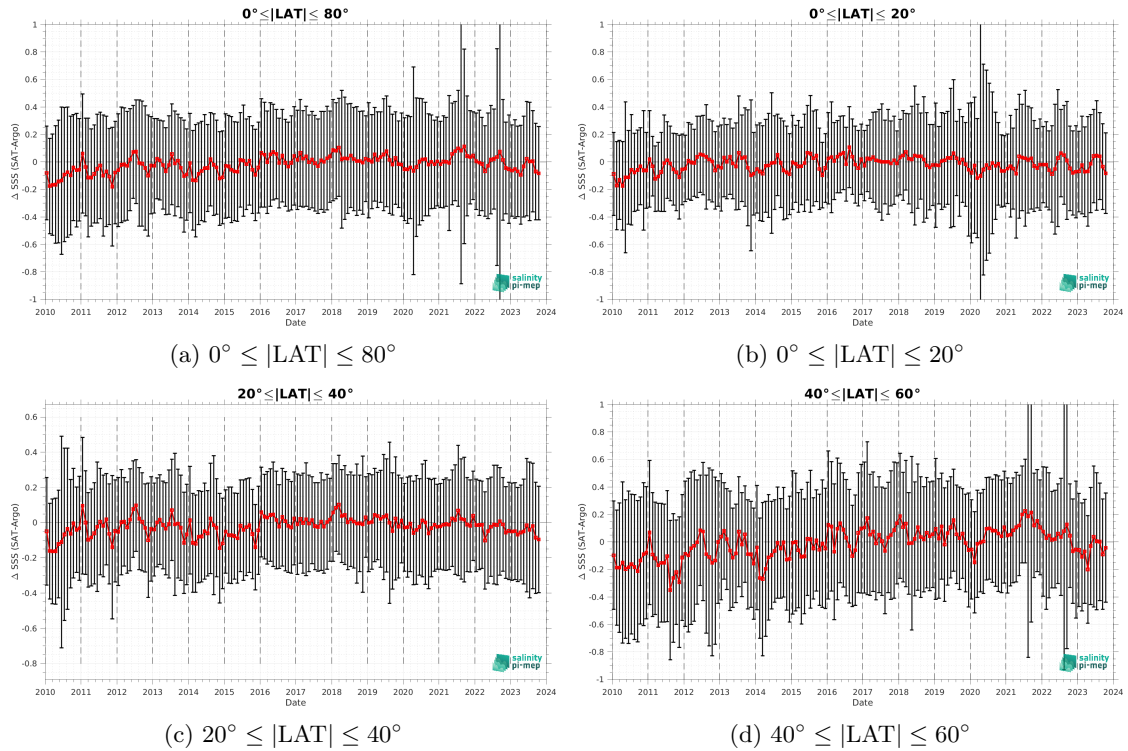 0°≤|LAT|≤ 80°
Δ SSS (SAT-Argo)
1
0.8
0.6
0.4
0.2
0
-0.2
-0.4
-0.6
-0.8
-1
2010 2011 2012 2013 2014 2015 2016 2017 2018 2019 2020 2021 2022 2023 2024
Date
salinity
pi-mep
(a) 0° ≤ |LAT| ≤ 80°
0°≤|LAT|≤ 20°
Δ SSS (SAT-Argo)
1
0.8
0.6
0.4
0.2
0
-0.2
-0.4
-0.6
-0.8
-1
2010 2011 2012 2013 2014 2015 2016 2017 2018 2019 2020 2021 2022 2023 2024
Date
salinity
pi-mep
(b) 0° ≤ |LAT| ≤ 20°
20°≤|LAT|≤ 40°
Δ SSS (SAT-Argo)
0.6
0.4
0.2
0
-0.2
-0.4
-0.6
-0.8
2010 2011 2012 2013 2014 2015 2016 2017 2018 2019 2020 2021 2022 2023 2024
Date
salinity
pi-mep
(c) 20° ≤ |LAT| ≤ 40°
40°≤|LAT|≤ 60°
Δ SSS (SAT-Argo)
1
0.8
0.6
0.4
0.2
0
-0.2
-0.4
-0.6
-0.8
-1
2010 2011 2012 2013 2014 2015 2016 2017 2018 2019 2020 2021 2022 2023 2024
Date
salinity
pi-mep
(d) 40° ≤ |LAT| ≤ 60°